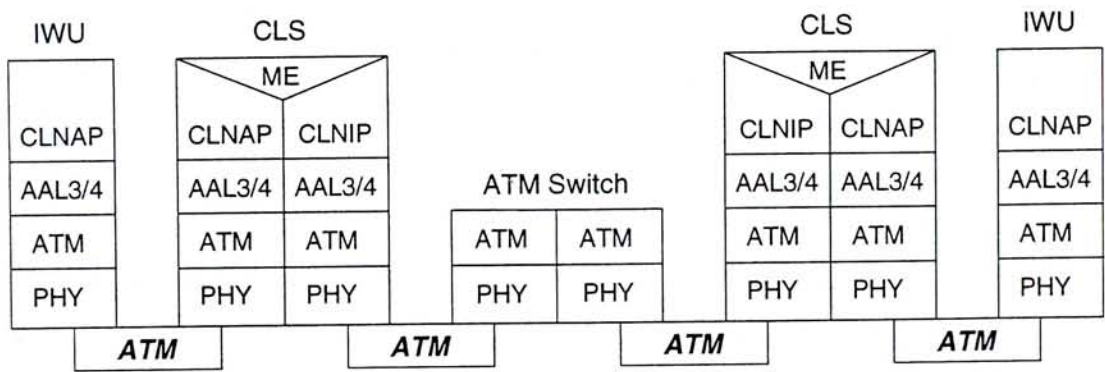 IWU CLS CLS IWU
ME ME
CLNAP CLNAP CLNIP CLNIP CLNAP CLNAP
AAL3/4 AAL3/4 AAL3/4 ATM Switch AAL3/4 AAL3/4 AAL3/4
ATM ATM ATM ATM ATM ATM ATM ATM
PHY PHY PHY PHY PHY PHY PHY PHY
ATM ATM ATM ATM